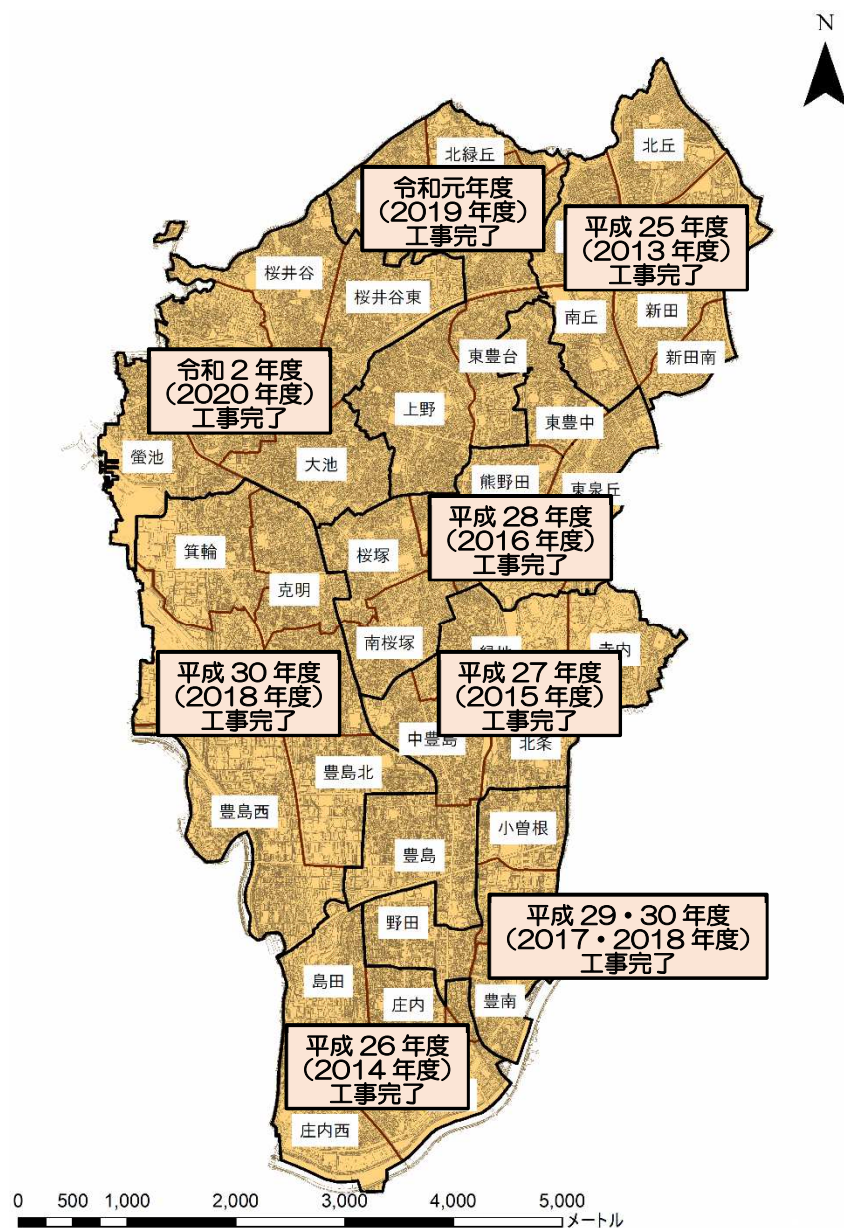 N
北丘
北緑丘
令和元年度
（2019 年度）
工事完了
平成 25 年度
（2013 年度）
工事完了
桜井谷
桜井谷東
南丘
新田
新田南
東豊台
令和 2 年度
（2020 年度）
工事完了
上野
東豊中
螢池
大池
熊野田
東泉丘
平成 28 年度
（2016 年度）
工事完了
箕輪
桜塚
克明
南桜塚
緑地
寺内
平成 30 年度
（2018 年度）
工事完了
平成 27 年度
（2015 年度）
工事完了
中豊島
北条
豊島北
豊島西
小曽根
豊島
野田
平成 29・30 年度
（2017・2018 年度）
工事完了
島田
庄内
豊南
平成 26 年度
（2014 年度）
工事完了
庄内西
0 500 1,000 2,000 3,000 4,000 5,000
メートル